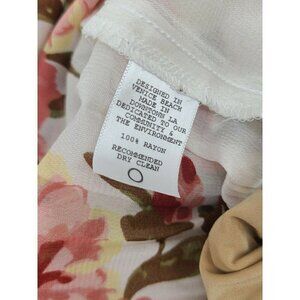 DESIGNED IN
VENICE BEACH
MADE IN
DOWNTOWN LA
DEDICATED TO OUR
COMMUNITY &
THE ENVIRONMENT
100% RAYON
RECOMMENDED
DRY CLEAN